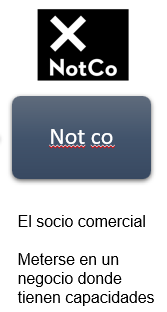 NotCo
Not co
El socio comercial
Meterse en un
negocio donde
tienen capacidades